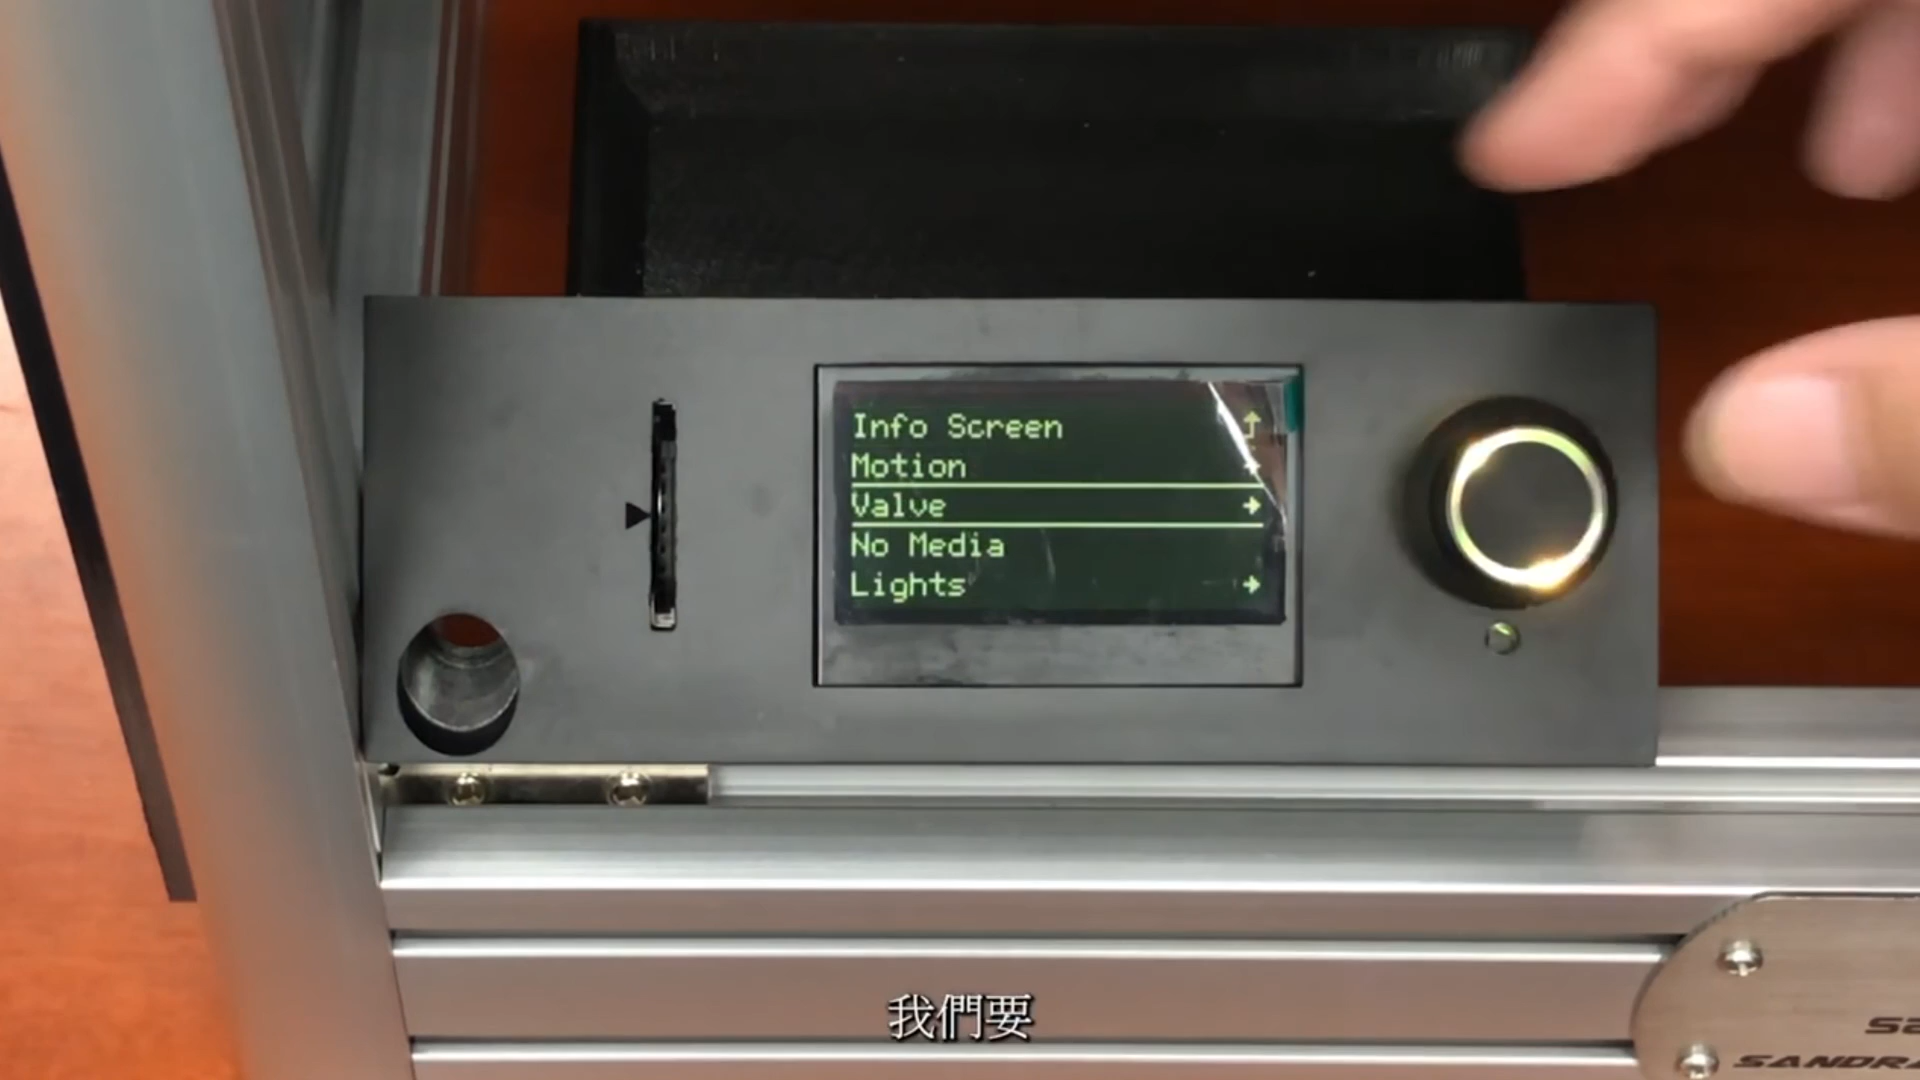 Info Screen
Motion
Valve
No Media
Lights
我們要